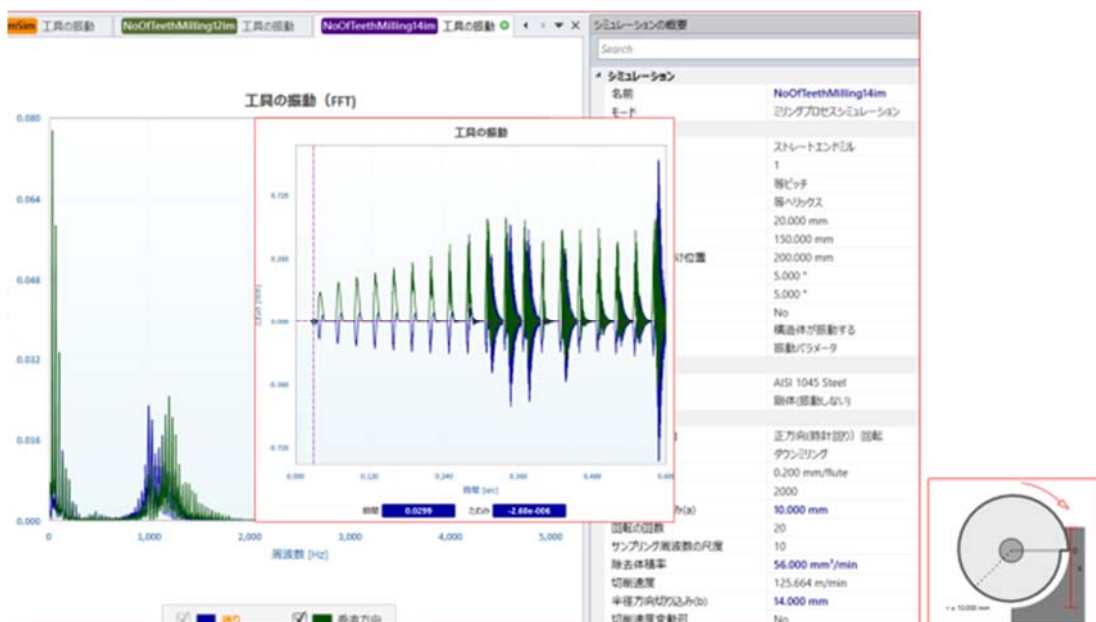 mSim 工具の振動
NoOfTeethMilling12im 工具の振動
NoOfTeethMilling14im 工具の振動
シミュレーションの概要
Search
シミュレーション
名前 NoOfTeethMilling14im
モード ミリングプロセスシミュレーション
ストレートエンドミル
1
等ピッチ
等ヘリックス
20.000 mm
150.000 mm
け位置 200.000 mm
5.000 °
5.000 °
No
構造体が振動する
振動パラメータ
AISI 1045 Steel
剛体(振動しない)
正方向(時計回り) 回転
ダウンミリング
0.200 mm/flute
2000
み(a) 10.000 mm
回転の回数 20
サンプリング周波数の尺度 10
除去体積率 56.000 mm³/min
切削速度 125.664 m/min
半径方向切り込み(b) 14.000 mm
切削速度変動可 No
工具の振動 (FFT)
0.080
0.064
0.048
0.032
0.016
0.000
0 1,000 2,000 3,000 4,000 5,000
周波数 [Hz]
送り 垂直方向
工具の振動
0.720
0.360
0.000
-0.360
-0.720
0.000 0.120 0.240 0.360 0.480 0.600
時間 [sec]
時間 0.0299 たわみ -2.68e-006
r = 10.000 mm